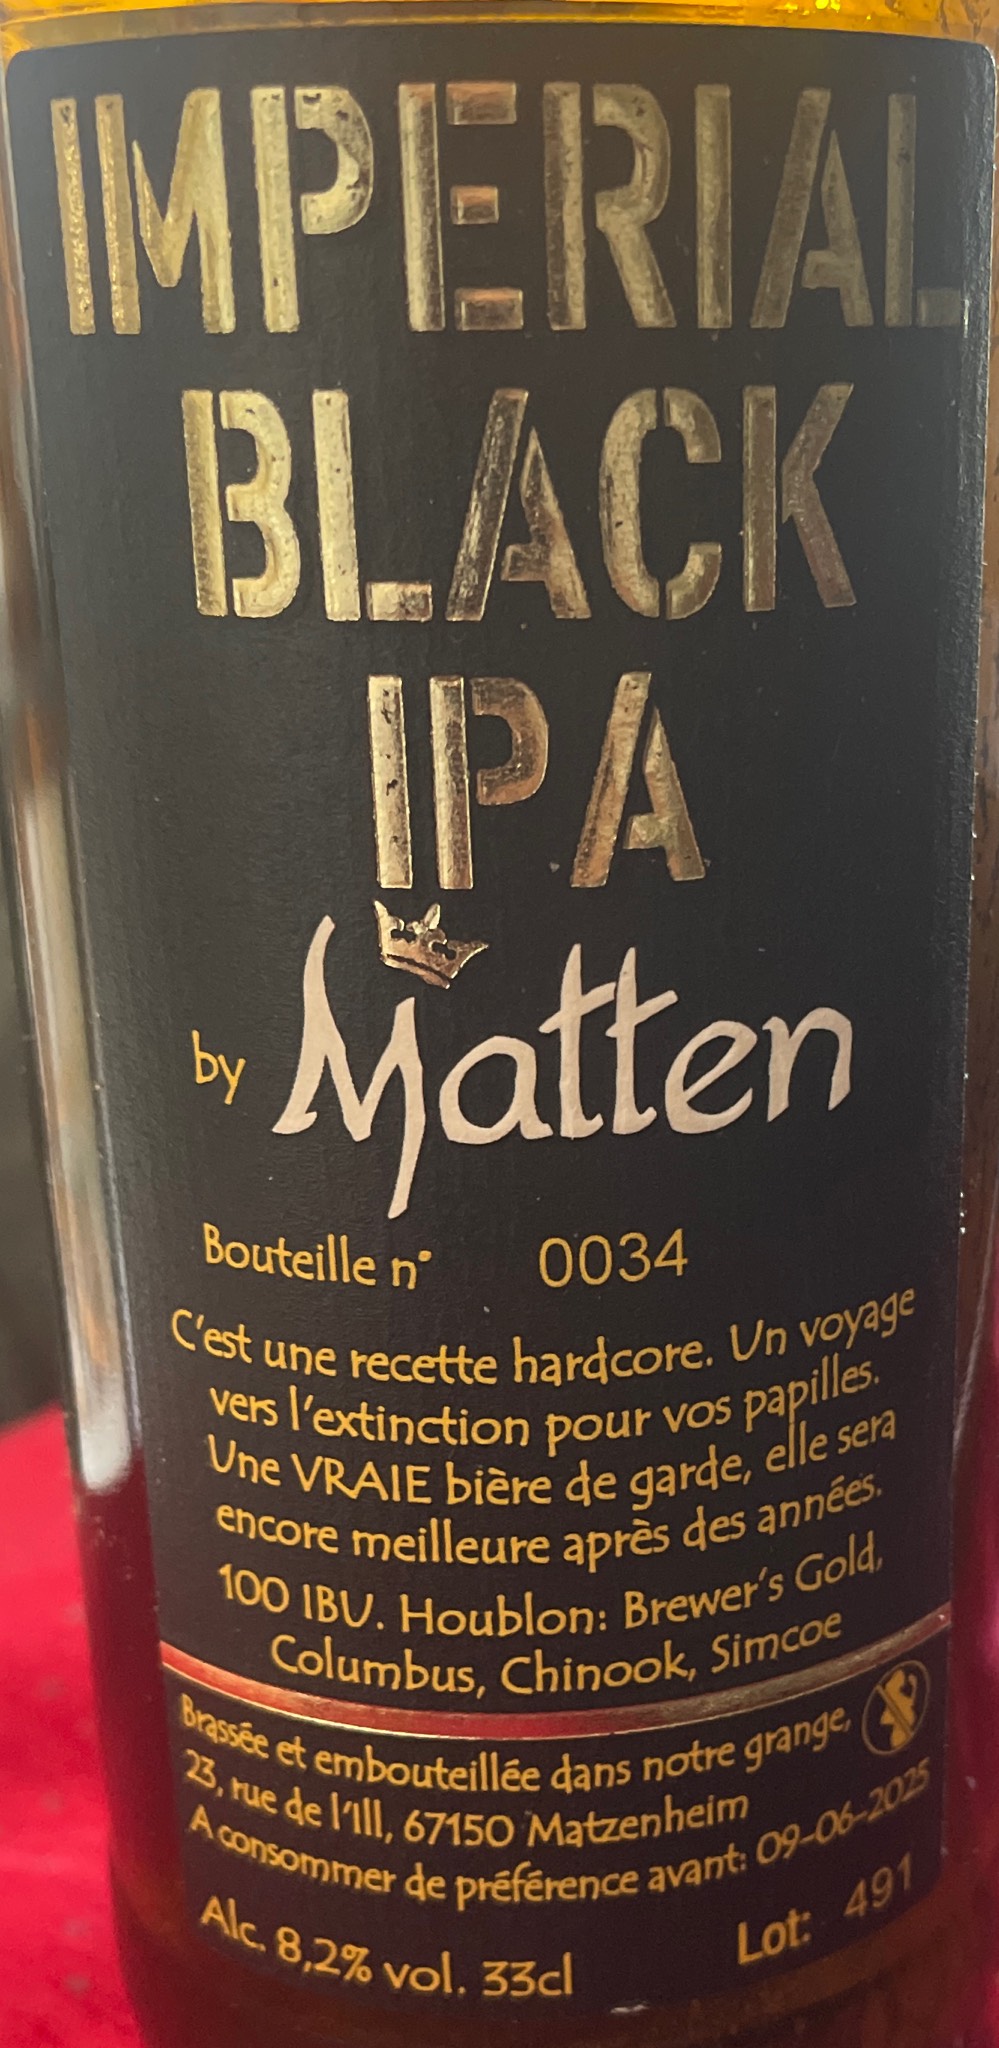 IMPERIAL
BLACK
IPA
by Matten
Bouteille n° 0034
C'est une recette hardcore. Un voyage
vers l'extinction pour vos papilles.
Une VRAIE bière de garde, elle sera
encore meilleure après des années.
100 IBU. Houblon: Brewer's Gold,
Columbus, Chinook, Simcoe
Brassée et embouteillée dans notre grange,
23, rue de l'Ill, 67150 Matzenheim
A consommer de préférence avant: 09-06-2025
Alc. 8,2% vol. 33cl Lot: 491